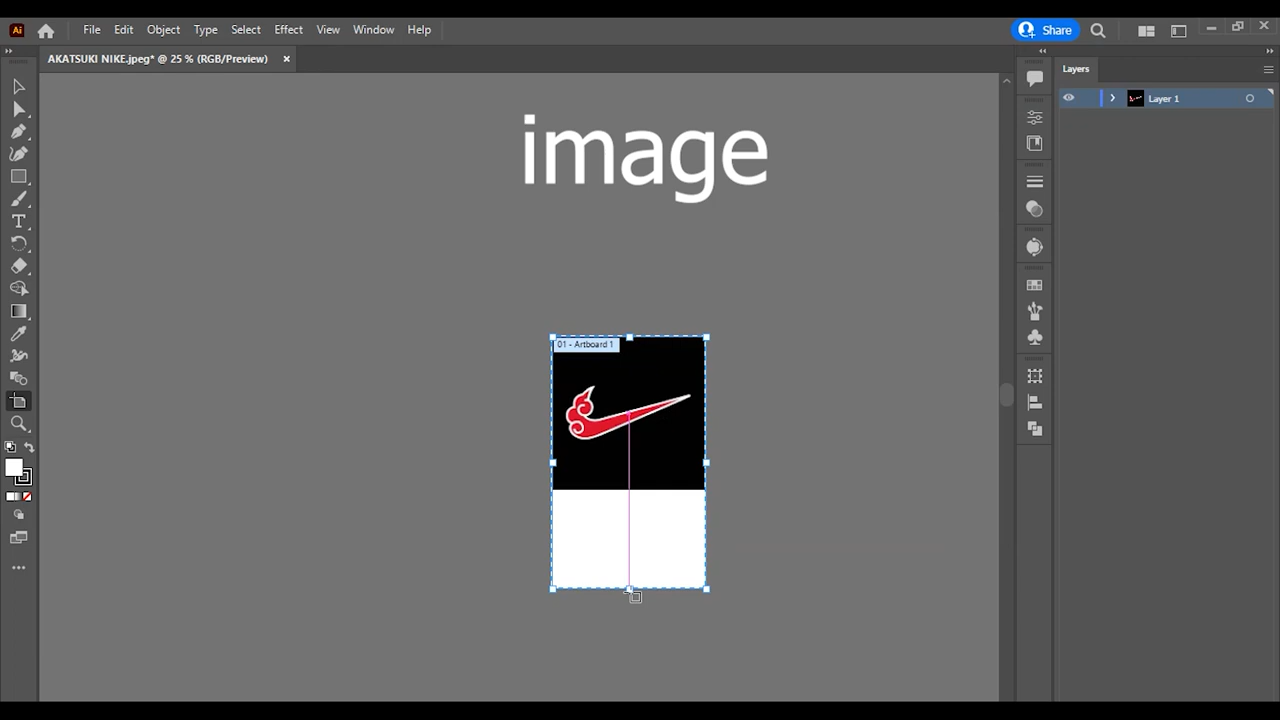 Ai
File Edit Object Type Select Effect View Window Help
Share
AKATSUKI NIKE.jpeg* @ 25 % (RGB/Preview)
Layers
Layer 1
image
01 - Artboard 1